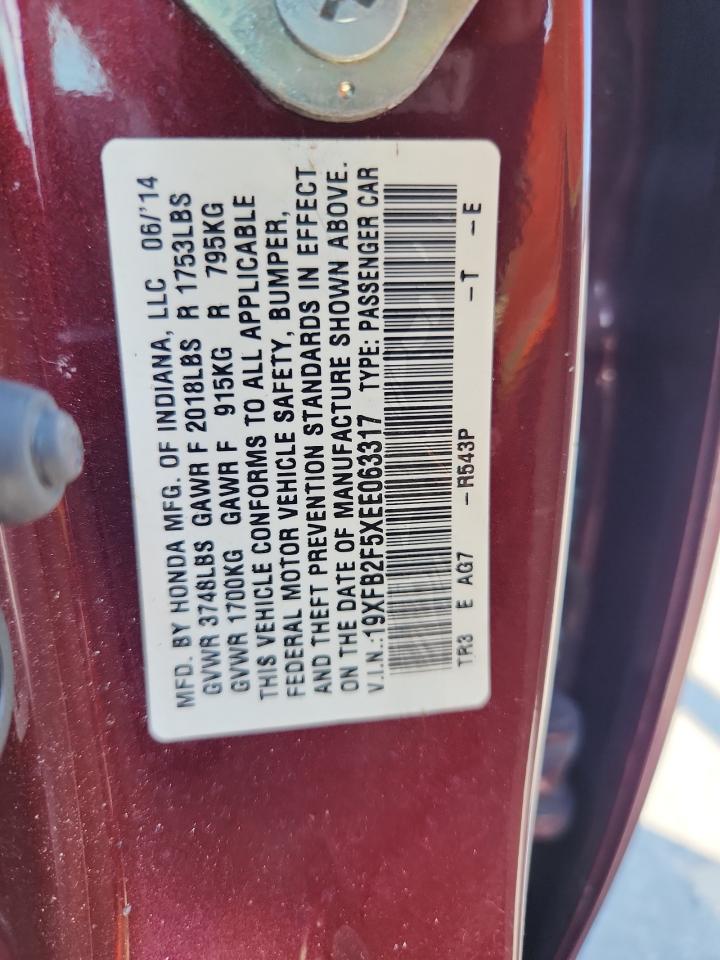 MFD. BY HONDA MFG. OF INDIANA, LLC 06/'14
GVWR 3748LBS GAWR F 2018LBS R 1753LBS
GVWR 1700KG GAWR F 915KG R 795KG
THIS VEHICLE CONFORMS TO ALL APPLICABLE
FEDERAL MOTOR VEHICLE SAFETY, BUMPER,
AND THEFT PREVENTION STANDARDS IN EFFECT
ON THE DATE OF MANUFACTURE SHOWN ABOVE.
V.I.N.:19XFB2F5XEE063317 TYPE: PASSENGER CAR
TR3 E AG7 -R543P -T -E